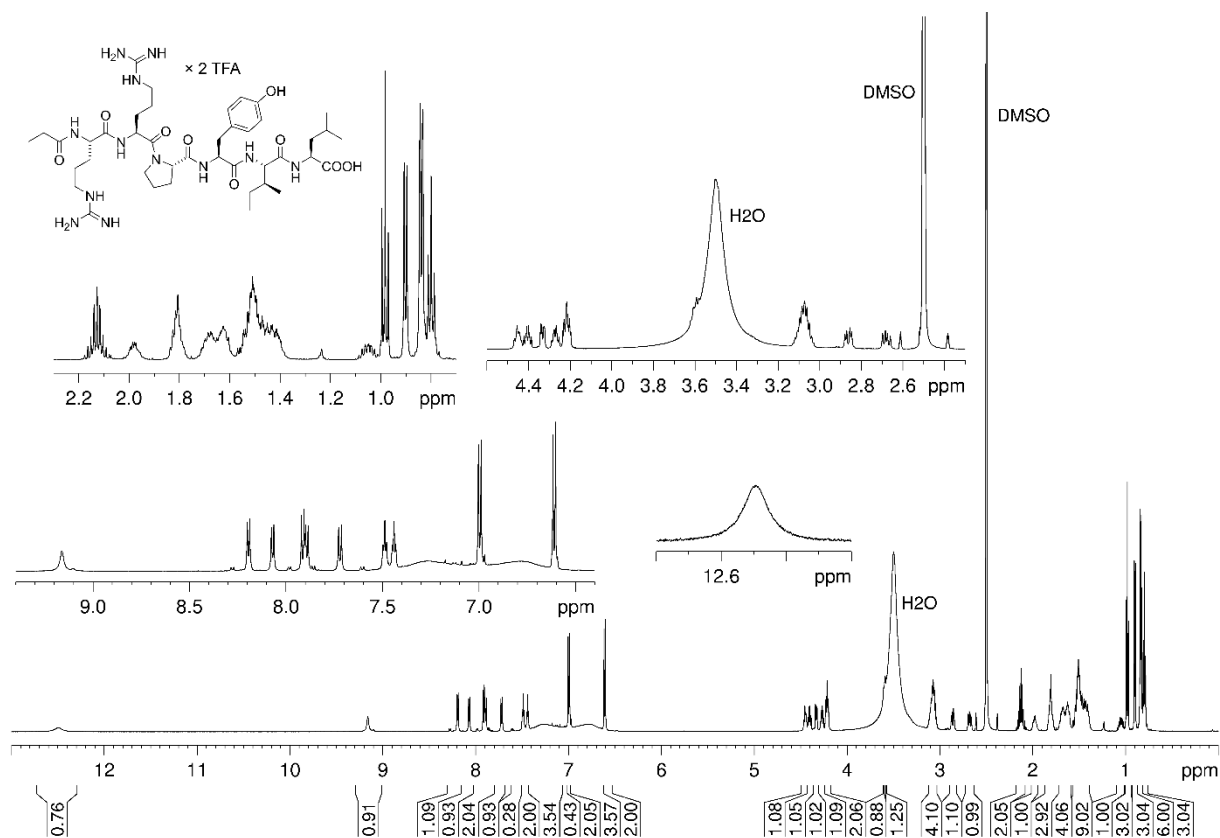 H2N NH
HN
× 2 TFA
OH
H N O
O N H O
N
O N H O
H N O
N H COOH
HN
H2N NH
DMSO
DMSO
H2O
2.2 2.0 1.8 1.6 1.4 1.2 1.0 ppm
4.4 4.2 4.0 3.8 3.6 3.4 3.2 3.0 2.8 2.6 ppm
9.0 8.5 8.0 7.5 7.0 ppm
12.6 ppm
H2O
12 11 10 9 8 7 6 5 4 3 2 1 ppm
0.76 0.91 1.09 0.93 2.04 0.93 0.28 2.00 3.54 0.43 2.05 3.57 2.00 1.08 1.05 1.02 1.09 2.06 0.88 1.25 4.10 1.10 0.99 2.05 1.00 2.92 4.06 9.02 1.00 3.02 3.04 6.00 3.04